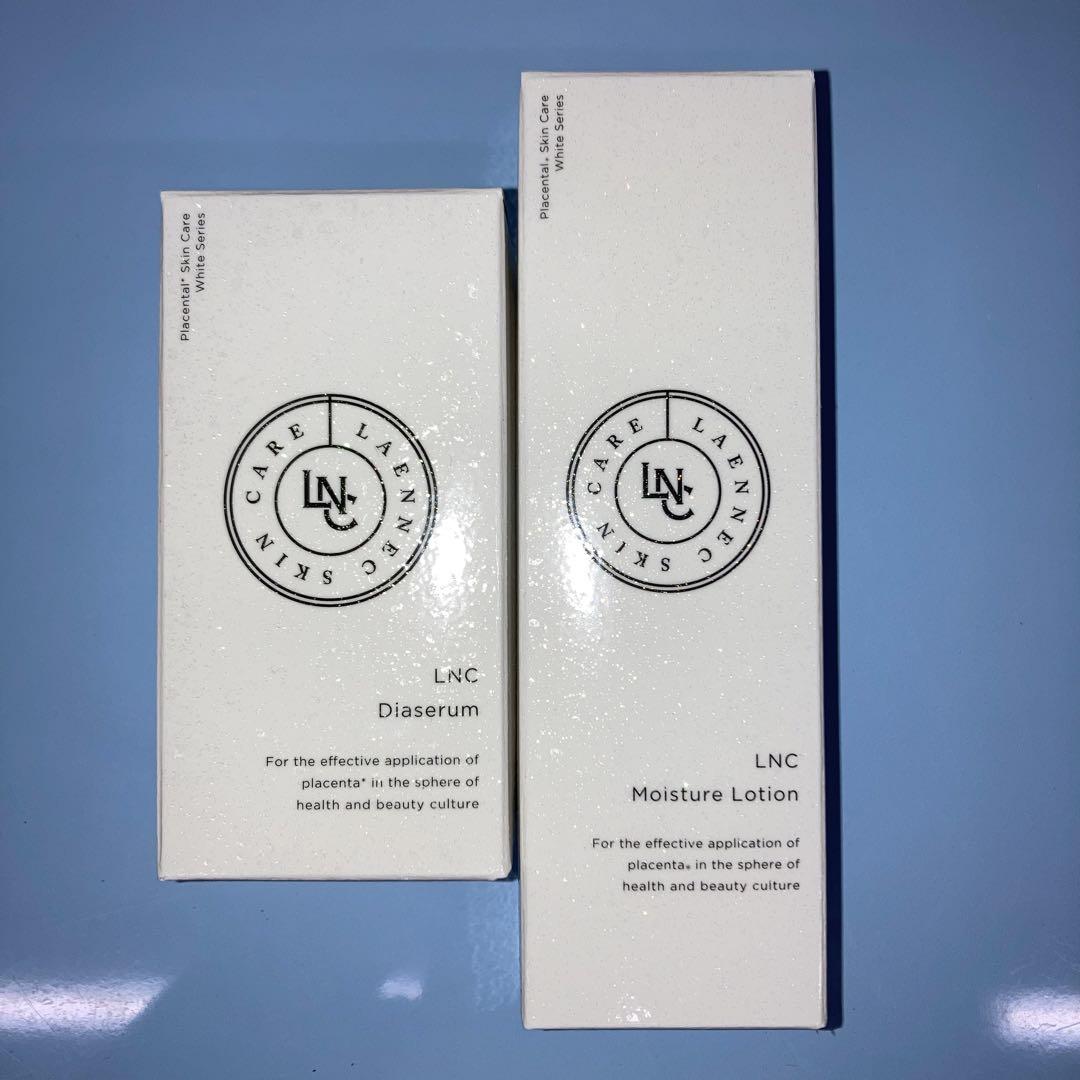 Placental* Skin Care
White Series
LAENNEC SKIN CARE
LNC
LNC
Diaserum
For the effective application of
placenta* in the sphere of
health and beauty culture
Placental* Skin Care
White Series
LAENNEC SKIN CARE
LNC
LNC
Moisture Lotion
For the effective application of
placenta* in the sphere of
health and beauty culture